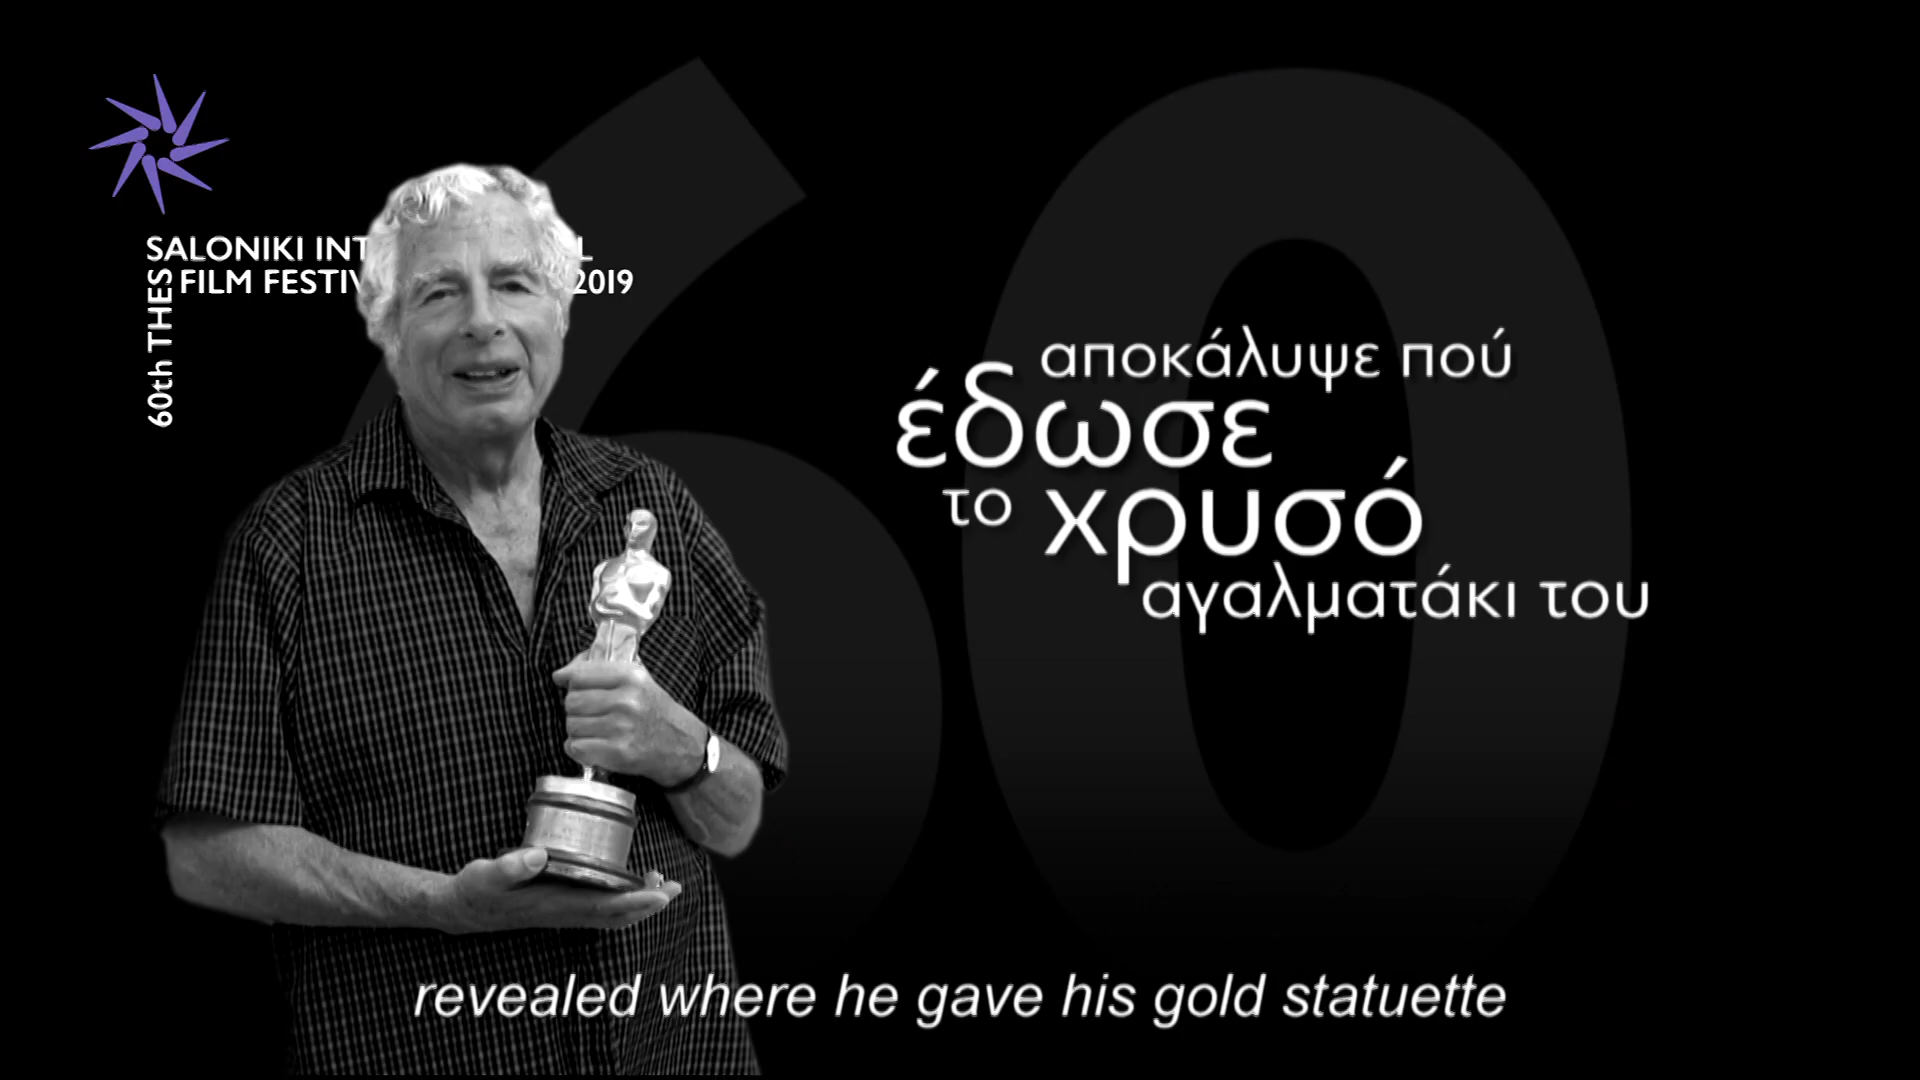 SALONIKI INT L
FILM FESTIV 2019
60th THES
αποκάλυψε πού
έδωσε
το χρυσό
αγαλματάκι του
revealed where he gave his gold statuette